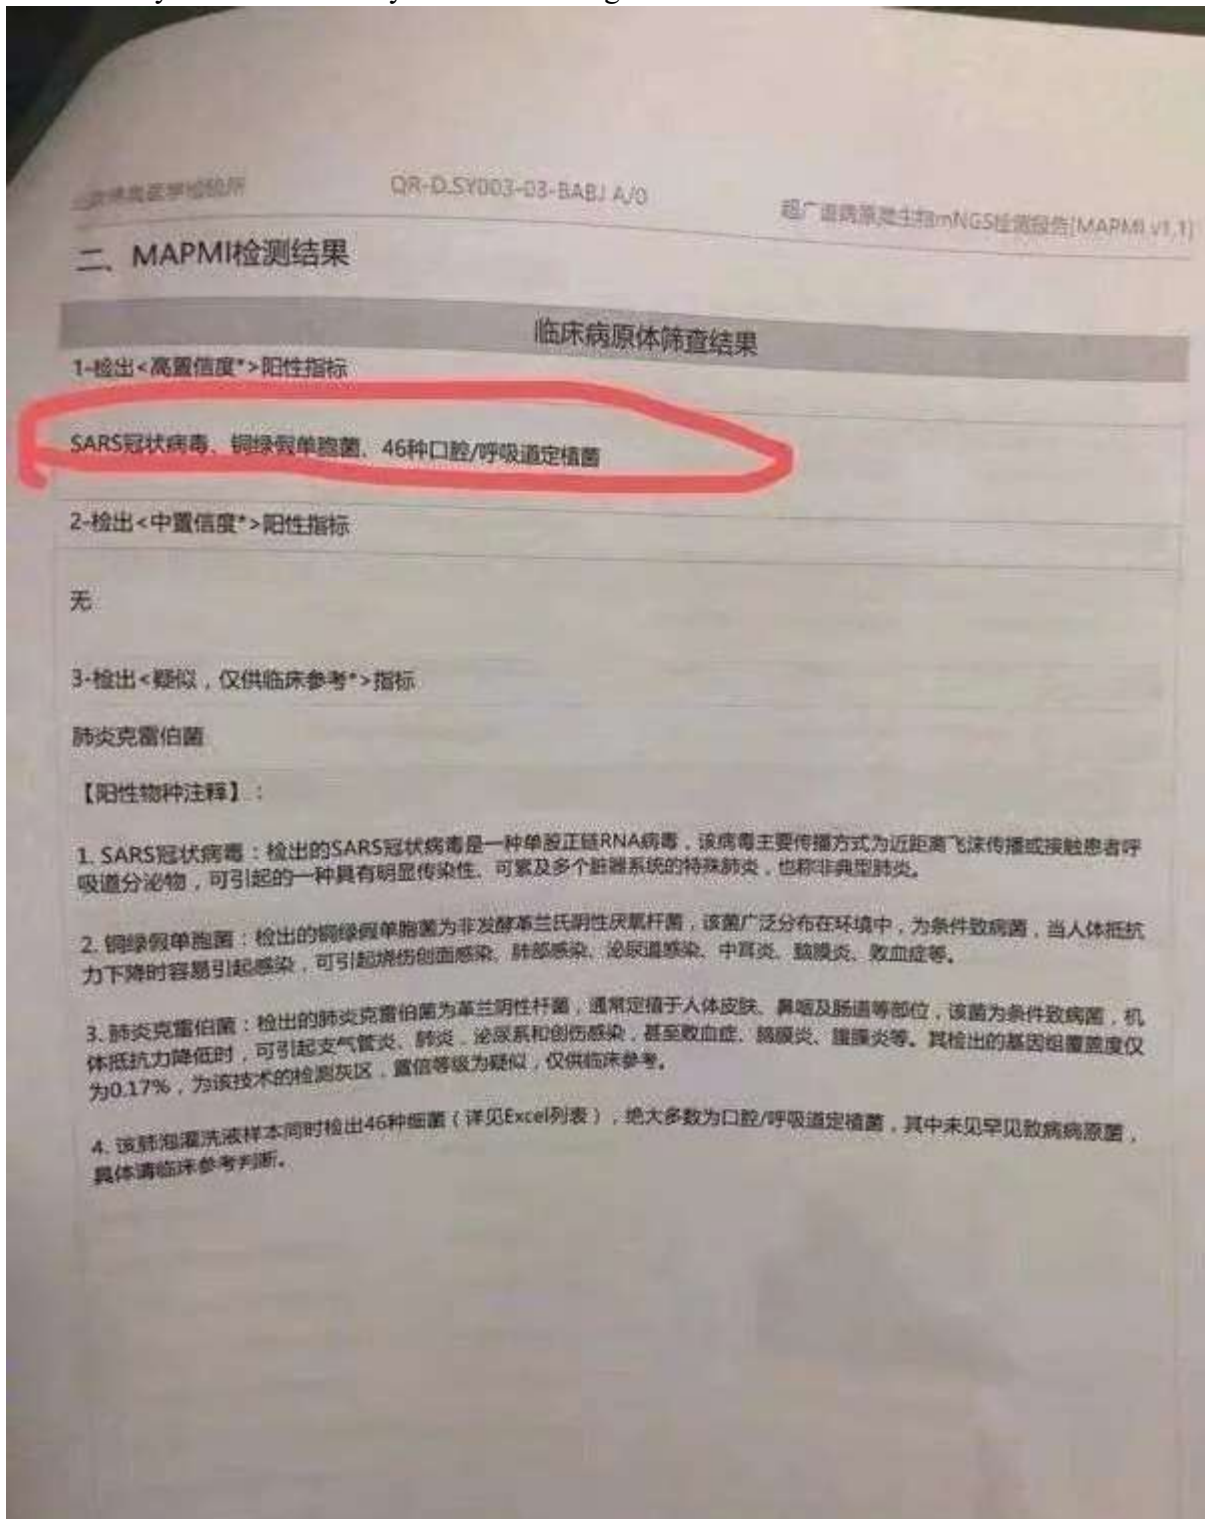 QR-D.SY003-03-BABJ A/0
超广谱病原微生物mNGS检测报告[MAPMI v1.1]
二、MAPMI检测结果
临床病原体筛查结果
1-检出<高置信度*>阳性指标
SARS冠状病毒、铜绿假单胞菌、46种口腔/呼吸道定植菌
2-检出<中置信度*>阳性指标
无
3-检出<疑似，仅供临床参考*>指标
肺炎克雷伯菌
【阳性物种注释】：
1. SARS冠状病毒：检出的SARS冠状病毒是一种单股正链RNA病毒，该病毒主要传播方式为近距离飞沫传播或接触患者呼
吸道分泌物，可引起的一种具有明显传染性、可累及多个脏器系统的特殊肺炎，也称非典型肺炎。
2. 铜绿假单胞菌：检出的铜绿假单胞菌为非发酵革兰氏阴性厌氧杆菌，该菌广泛分布在环境中，为条件致病菌，当人体抵抗
力下降时容易引起感染，可引起烧伤创面感染、肺部感染、泌尿道感染、中耳炎、脑膜炎、败血症等。
3. 肺炎克雷伯菌：检出的肺炎克雷伯菌为革兰阴性杆菌，通常定植于人体皮肤、鼻咽及肠道等部位，该菌为条件致病菌，机
体抵抗力降低时，可引起支气管炎、肺炎，泌尿系和创伤感染，甚至败血症、脑膜炎、腹膜炎等。其检出的基因组覆盖度仅
为0.17%，为该技术的检测灰区，置信等级为疑似，仅供临床参考。
4. 该肺泡灌洗液样本同时检出46种细菌（详见Excel列表），绝大多数为口腔/呼吸道定植菌，其中未见罕见致病病原菌，
具体请临床参考判断。